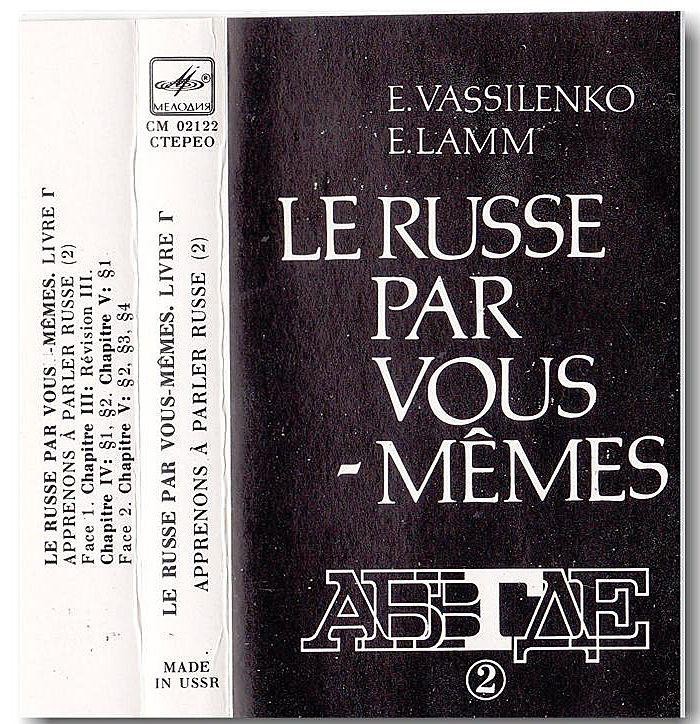 LE RUSSE PAR VOUS-MÊMES. LIVRE Г
APPRENONS À PARLER RUSSE (2)
Face 1. Chapitre III: Révision III.
Chapitre IV: §1, §2. Chapitre V: §1
Face 2. Chapitre V: §2, §3, §4
МЕЛОДИЯ ®
СМ 02122
СТЕРЕО
LE RUSSE PAR VOUS-MÊMES. LIVRE Г
APPRENONS À PARLER RUSSE (2)
MADE
IN USSR
E. VASSILENKO
E. LAMM
LE RUSSE
PAR
VOUS
-MÊMES
АБВГДЕ
2